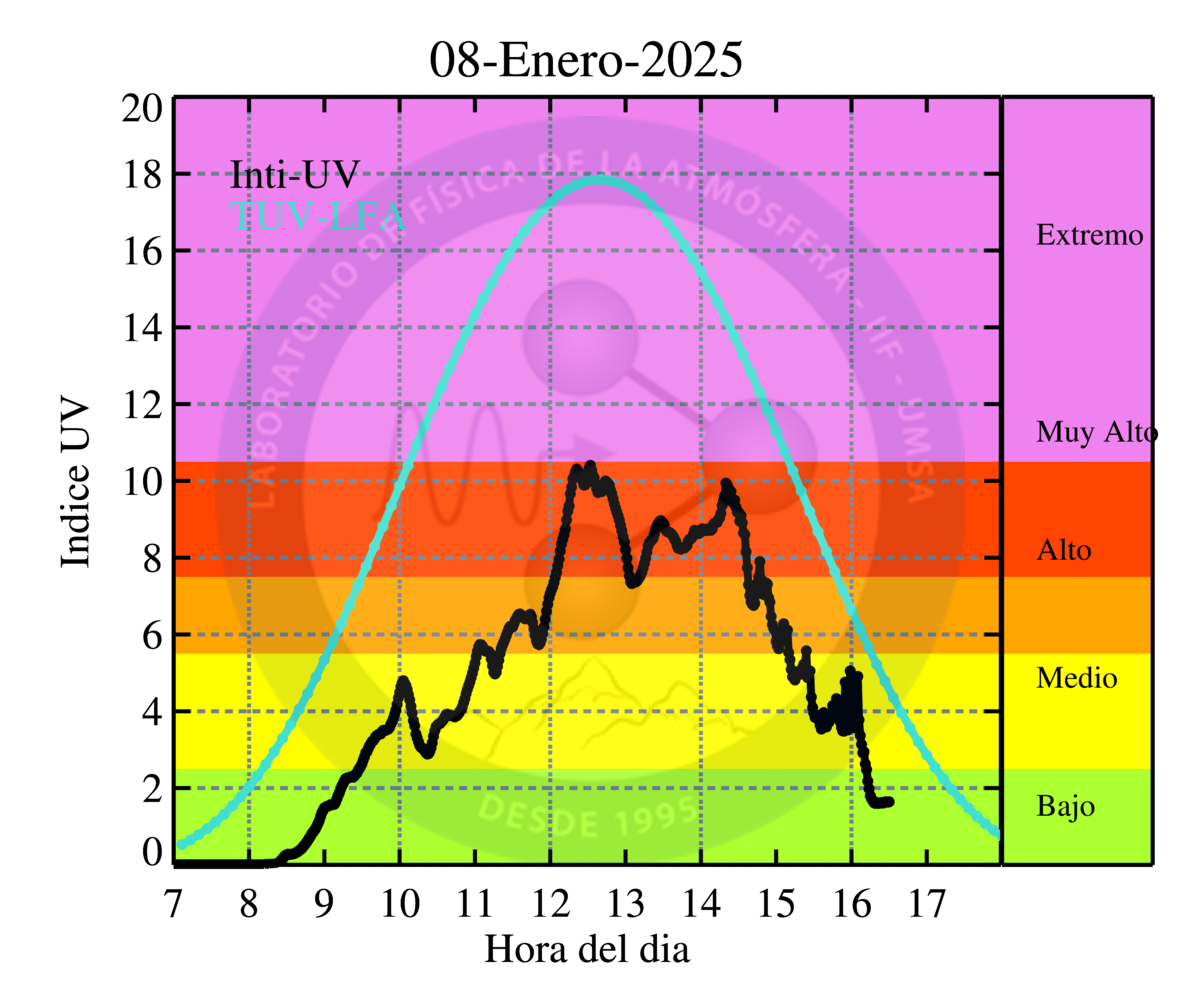 08-Enero-2025
20
18
16
14
12
10
8
6
4
2
0
Indice UV
Inti-UV
TUV-LFA
LABORATORIO DE FÍSICA DE LA ATMÓSFERA - IIF - UMSA
DESDE 1995
Extremo
Muy Alto
Alto
Medio
Bajo
7 8 9 10 11 12 13 14 15 16 17
Hora del dia